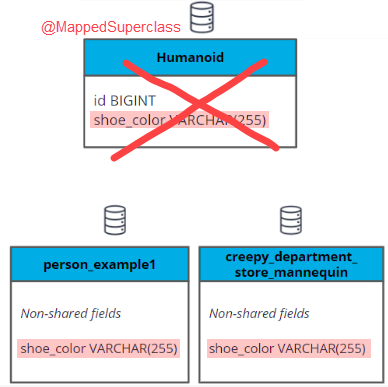 @MappedSuperclass
Humanoid
id BIGINT
shoe_color VARCHAR(255)
person_example1
Non-shared fields
shoe_color VARCHAR(255)
creepy_department_
store_mannequin
Non-shared fields
shoe_color VARCHAR(255)